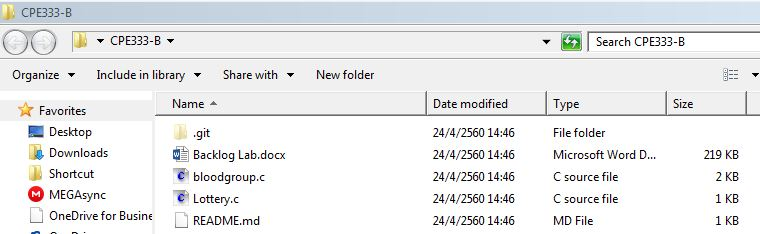 CPE333-B
CPE333-B
Search CPE333-B
Organize Include in library Share with New folder
Favorites
Desktop
Downloads
Shortcut
MEGAsync
OneDrive for Busine
Name Date modified Type Size
.git 24/4/2560 14:46 File folder
Backlog Lab.docx 24/4/2560 14:46 Microsoft Word D... 219 KB
bloodgroup.c 24/4/2560 14:46 C source file 2 KB
Lottery.c 24/4/2560 14:46 C source file 1 KB
README.md 24/4/2560 14:46 MD File 1 KB